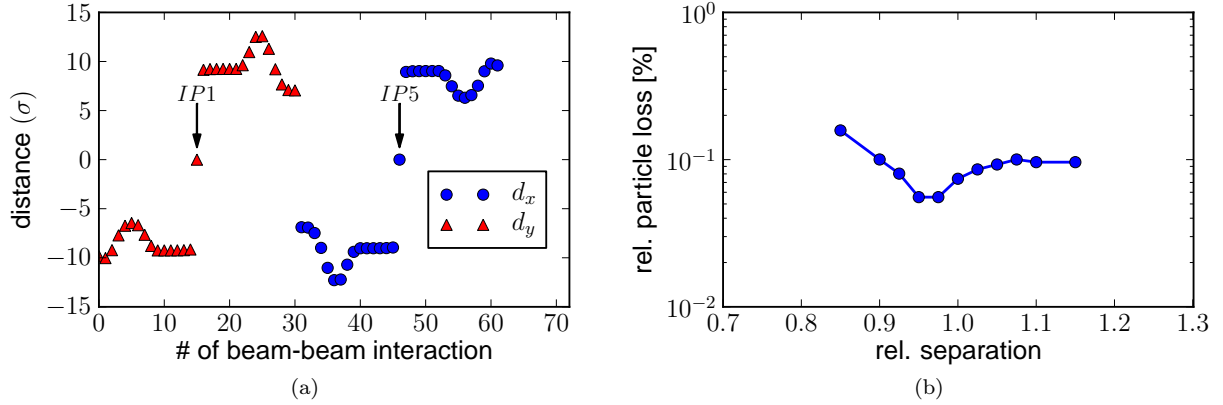 15
10
5
0
−5
−10
−15
distance (σ)
IP1
IP5
d_x
d_y
0 10 20 30 40 50 60 70
# of beam-beam interaction
(a)
10^0
10^{-1}
10^{-2}
rel. particle loss [%]
0.7 0.8 0.9 1.0 1.1 1.2 1.3
rel. separation
(b)